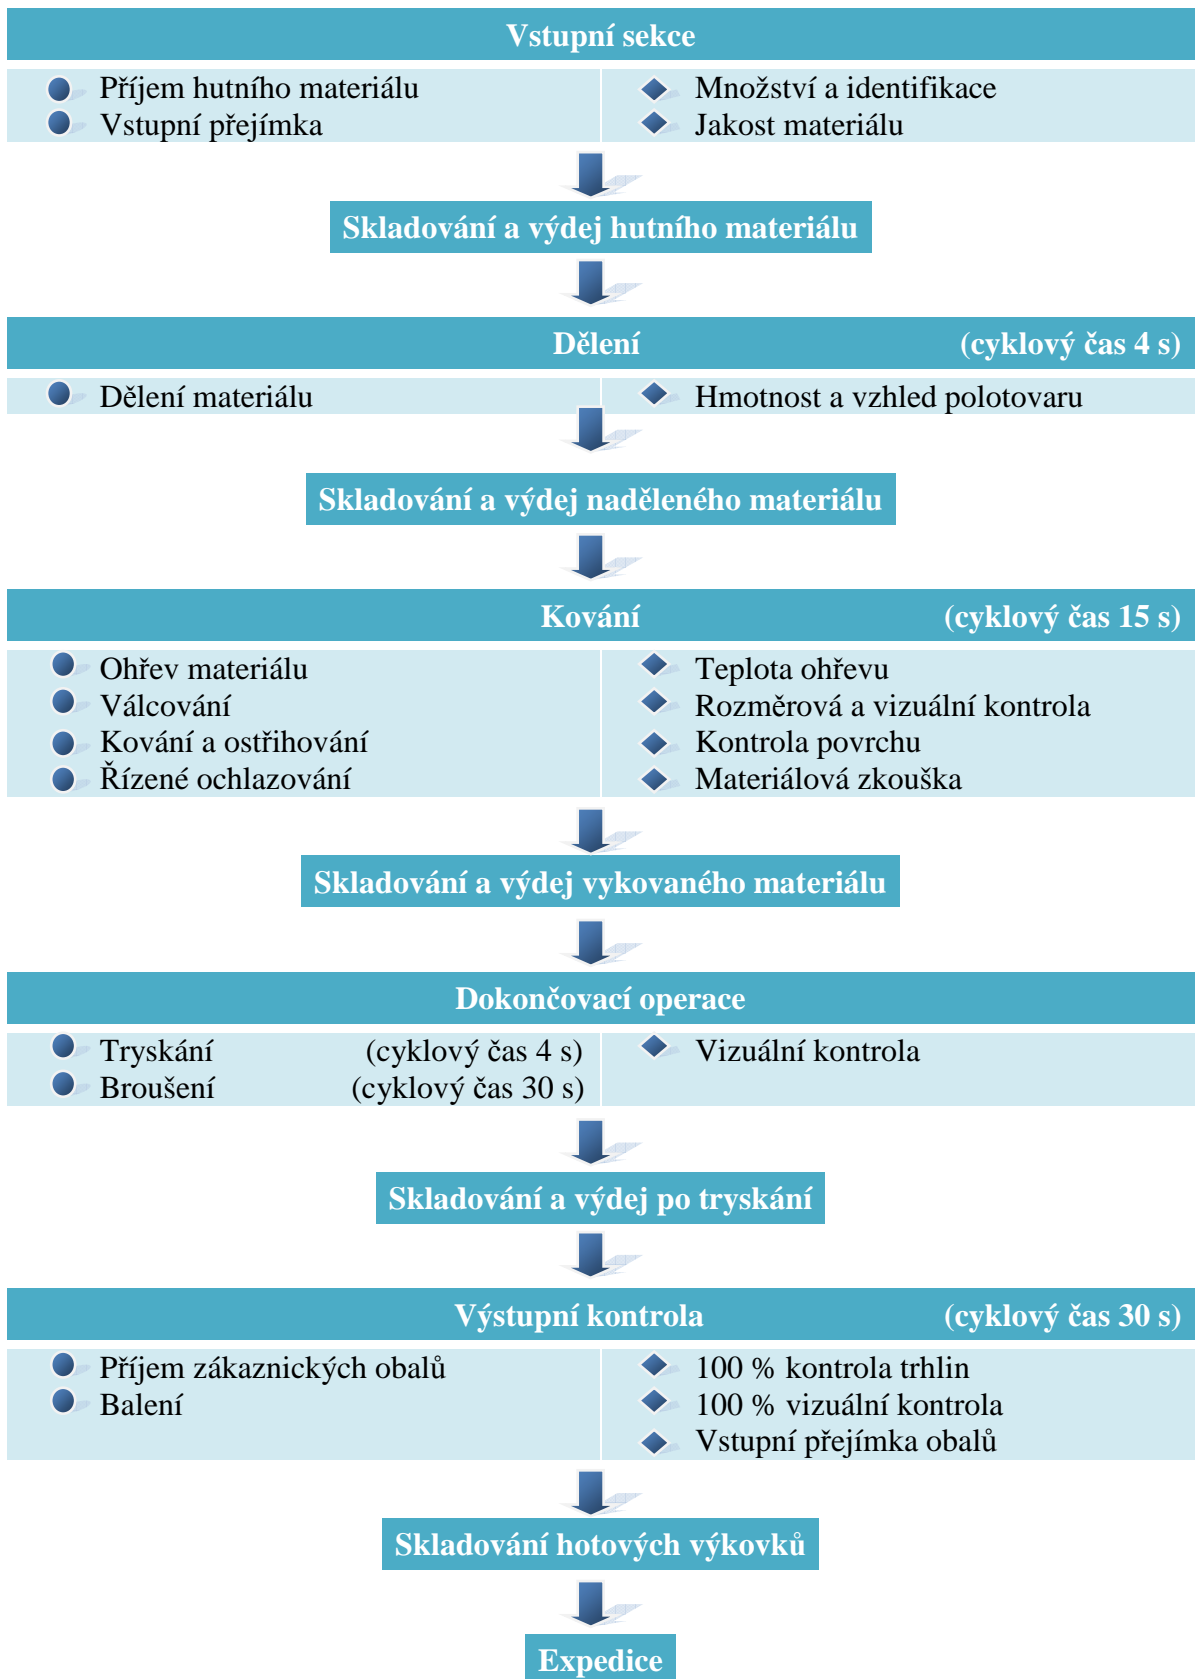 Vstupní sekce
Příjem hutního materiálu
Vstupní přejímka
Množství a identifikace
Jakost materiálu
Skladování a výdej hutního materiálu
Dělení (cyklový čas 4 s)
Dělení materiálu
Hmotnost a vzhled polotovaru
Skladování a výdej naděleného materiálu
Kování (cyklový čas 15 s)
Ohřev materiálu
Válcování
Kování a ostřihování
Řízené ochlazování
Teplota ohřevu
Rozměrová a vizuální kontrola
Kontrola povrchu
Materiálová zkouška
Skladování a výdej vykovaného materiálu
Dokončovací operace
Tryskání (cyklový čas 4 s)
Broušení (cyklový čas 30 s)
Vizuální kontrola
Skladování a výdej po tryskání
Výstupní kontrola (cyklový čas 30 s)
Příjem zákaznických obalů
Balení
100 % kontrola trhlin
100 % vizuální kontrola
Vstupní přejímka obalů
Skladování hotových výkovků
Expedice